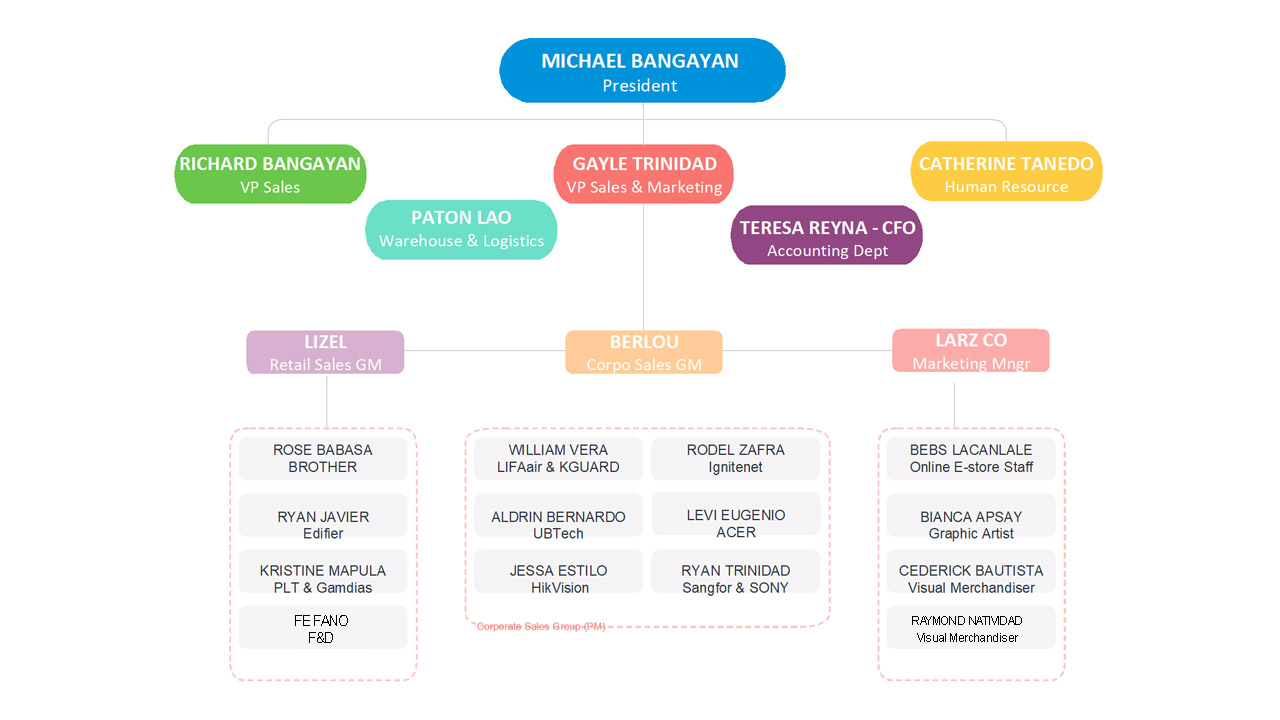 MICHAEL BANGAYAN
President
RICHARD BANGAYAN
VP Sales
GAYLE TRINIDAD
VP Sales & Marketing
CATHERINE TANEDO
Human Resource
PATON LAO
Warehouse & Logistics
TERESA REYNA - CFO
Accounting Dept
LIZEL
Retail Sales GM
BERLOU
Corpo Sales GM
LARZ CO
Marketing Mngr
ROSE BABASA
BROTHER
RYAN JAVIER
Edifier
KRISTINE MAPULA
PLT & Gamdias
FE FANO
F&D
WILLIAM VERA
LIFAair & KGUARD
RODEL ZAFRA
Ignitenet
ALDRIN BERNARDO
UBTech
LEVI EUGENIO
ACER
JESSA ESTILO
HikVision
RYAN TRINIDAD
Sangfor & SONY
Corporate Sales Group (PM)
BEBS LACANLALE
Online E-store Staff
BIANCA APSAY
Graphic Artist
CEDERICK BAUTISTA
Visual Merchandiser
RAYMOND NATIVIDAD
Visual Merchandiser